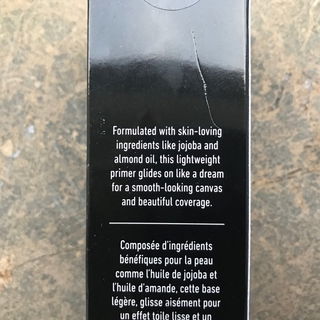 Formulated with skin-loving
ingredients like jojoba and
almond oil, this lightweight
primer glides on like a dream
for a smooth-looking canvas
and beautiful coverage.
Composée d'ingrédients
bénéfiques pour la peau
comme l'huile de jojoba et
l'huile d'amande, cette base
légère, glisse aisément pour
un effet toile lisse et un